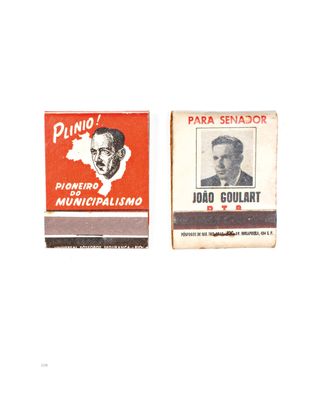 PLINIO!
PIONEIRO
DO
MUNICIPALISMO
PARA SENADOR
JOÃO GOULART
P T B